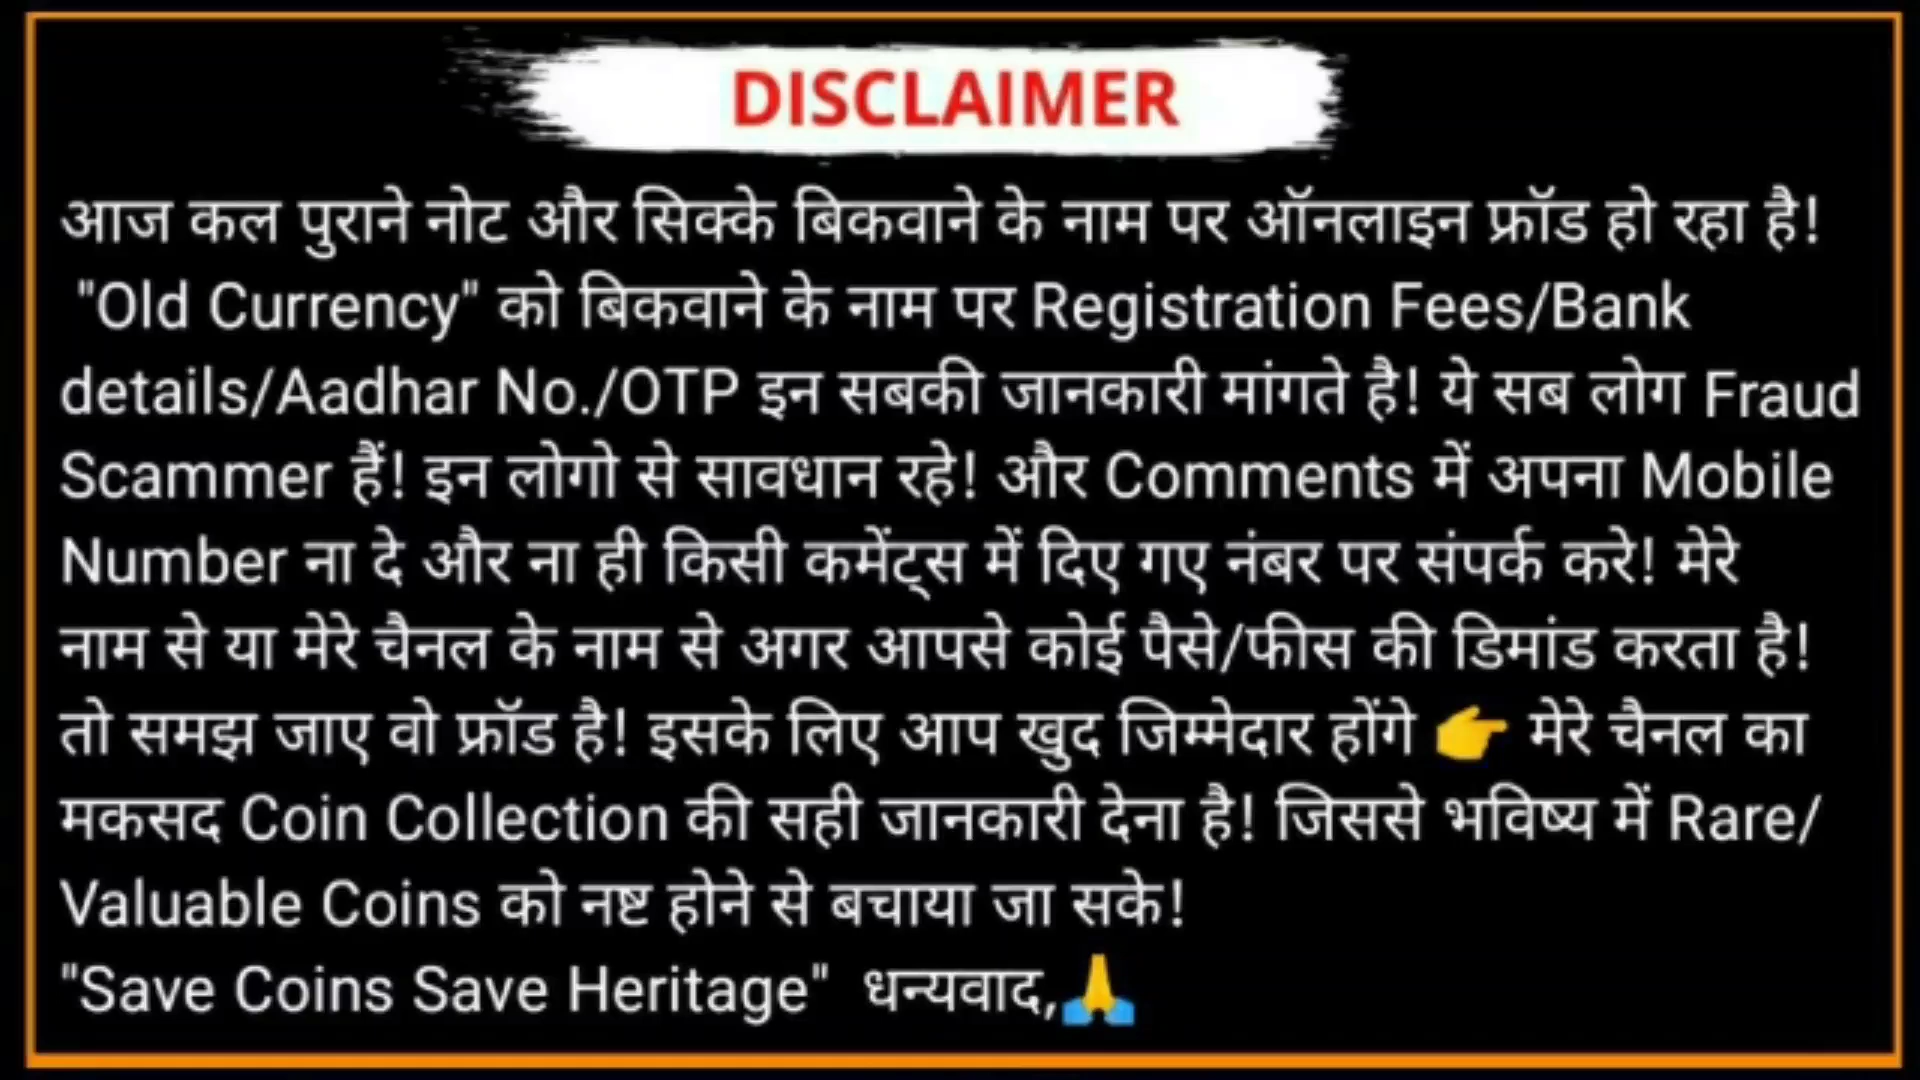 DISCLAIMER
आज कल पुराने नोट और सिक्के बिकवाने के नाम पर ऑनलाइन फ्रॉड हो रहा है!
"Old Currency" को बिकवाने के नाम पर Registration Fees/Bank
details/Aadhar No./OTP इन सबकी जानकारी मांगते है! ये सब लोग Fraud
Scammer हैं! इन लोगो से सावधान रहे! और Comments में अपना Mobile
Number ना दे और ना ही किसी कमेंट्स में दिए गए नंबर पर संपर्क करे! मेरे
नाम से या मेरे चैनल के नाम से अगर आपसे कोई पैसे/फीस की डिमांड करता है!
तो समझ जाए वो फ्रॉड है! इसके लिए आप खुद जिम्मेदार होंगे 👉 मेरे चैनल का
मकसद Coin Collection की सही जानकारी देना है! जिससे भविष्य में Rare/
Valuable Coins को नष्ट होने से बचाया जा सके!
"Save Coins Save Heritage" धन्यवाद,🙏